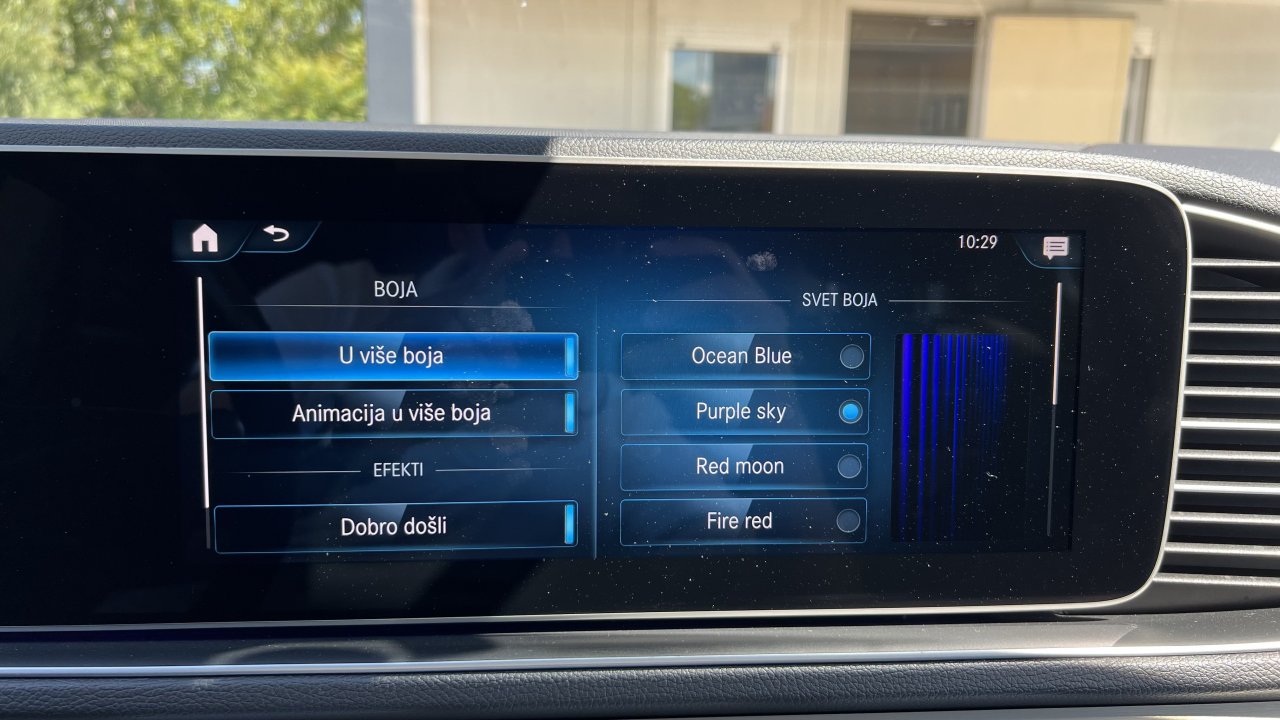 10:29
BOJA
U više boja
Animacija u više boja
EFEKTI
Dobro došli
SVET BOJA
Ocean Blue
Purple sky
Red moon
Fire red